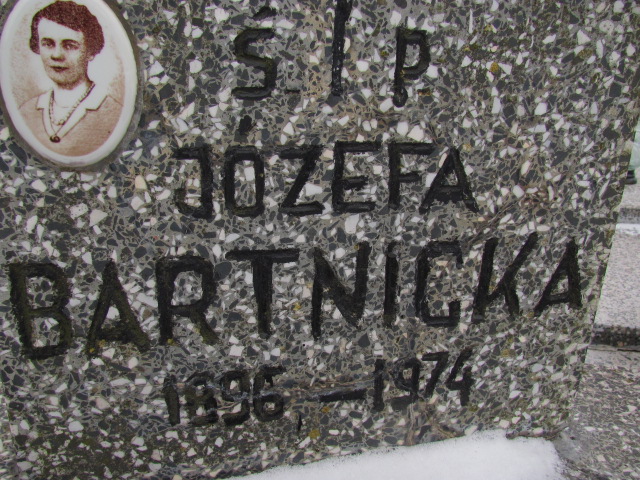 Ś P
JÓZEFA
BARTNICKA
1896-1974